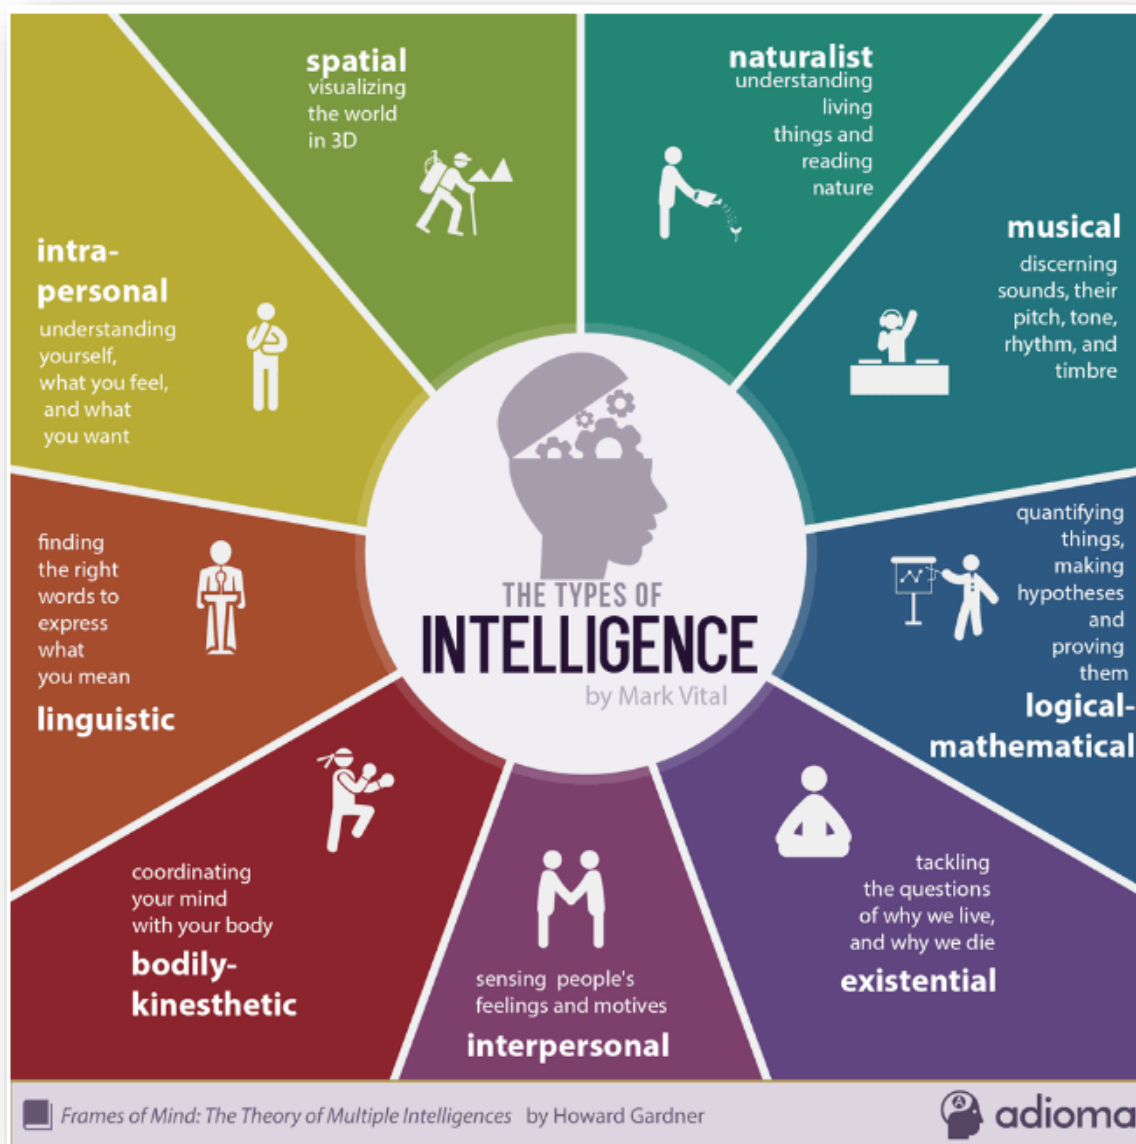 spatial
visualizing
the world
in 3D
naturalist
understanding
living
things and
reading
nature
musical
discerning
sounds, their
pitch, tone,
rhythm, and
timbre
intra-
personal
understanding
yourself,
what you feel,
and what
you want
quantifying
things,
making
hypotheses
and
proving
them
logical-
mathematical
finding
the right
words to
express
what
you mean
linguistic
THE TYPES OF
INTELLIGENCE
by Mark Vital
coordinating
your mind
with your body
bodily-
kinesthetic
sensing people's
feelings and motives
interpersonal
tackling
the questions
of why we live,
and why we die
existential
Frames of Mind: The Theory of Multiple Intelligences by Howard Gardner
A
adioma